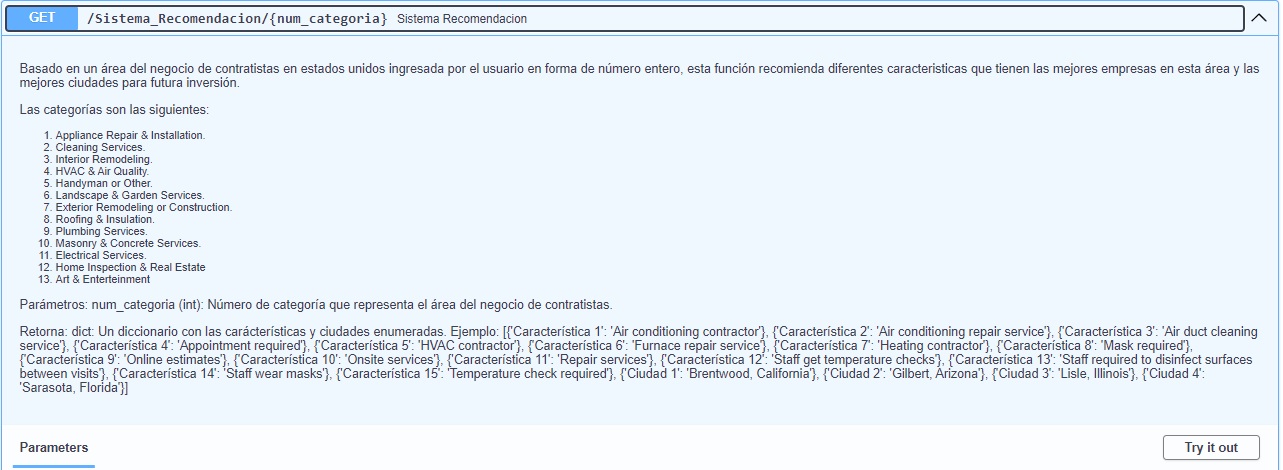 GET /Sistema_Recomendacion/{num_categoria} Sistema Recomendacion
Basado en un área del negocio de contratistas en estados unidos ingresada por el usuario en forma de número entero, esta función recomienda diferentes caracteristicas que tienen las mejores empresas en esta área y las
mejores ciudades para futura inversión.
Las categorías son las siguientes:
1. Appliance Repair & Installation.
2. Cleaning Services.
3. Interior Remodeling.
4. HVAC & Air Quality.
5. Handyman or Other.
6. Landscape & Garden Services.
7. Exterior Remodeling or Construction.
8. Roofing & Insulation.
9. Plumbing Services.
10. Masonry & Concrete Services.
11. Electrical Services.
12. Home Inspection & Real Estate
13. Art & Enterteinment
Parámetros: num_categoria (int): Número de categoría que representa el área del negocio de contratistas.
Retorna: dict: Un diccionario con las carácterísticas y ciudades enumeradas. Ejemplo: [{'Característica 1': 'Air conditioning contractor'}, {'Característica 2': 'Air conditioning repair service'}, {'Característica 3': 'Air duct cleaning
service'}, {'Característica 4': 'Appointment required'}, {'Característica 5': 'HVAC contractor'}, {'Característica 6': 'Furnace repair service'}, {'Característica 7': 'Heating contractor'}, {'Característica 8': 'Mask required'},
{'Característica 9': 'Online estimates'}, {'Característica 10': 'Onsite services'}, {'Característica 11': 'Repair services'}, {'Característica 12': 'Staff get temperature checks'}, {'Característica 13': 'Staff required to disinfect surfaces
between visits'}, {'Característica 14': 'Staff wear masks'}, {'Característica 15': 'Temperature check required'}, {'Ciudad 1': 'Brentwood, California'}, {'Ciudad 2': 'Gilbert, Arizona'}, {'Ciudad 3': 'Lisle, Illinois'}, {'Ciudad 4':
'Sarasota, Florida'}]
Parameters
Try it out